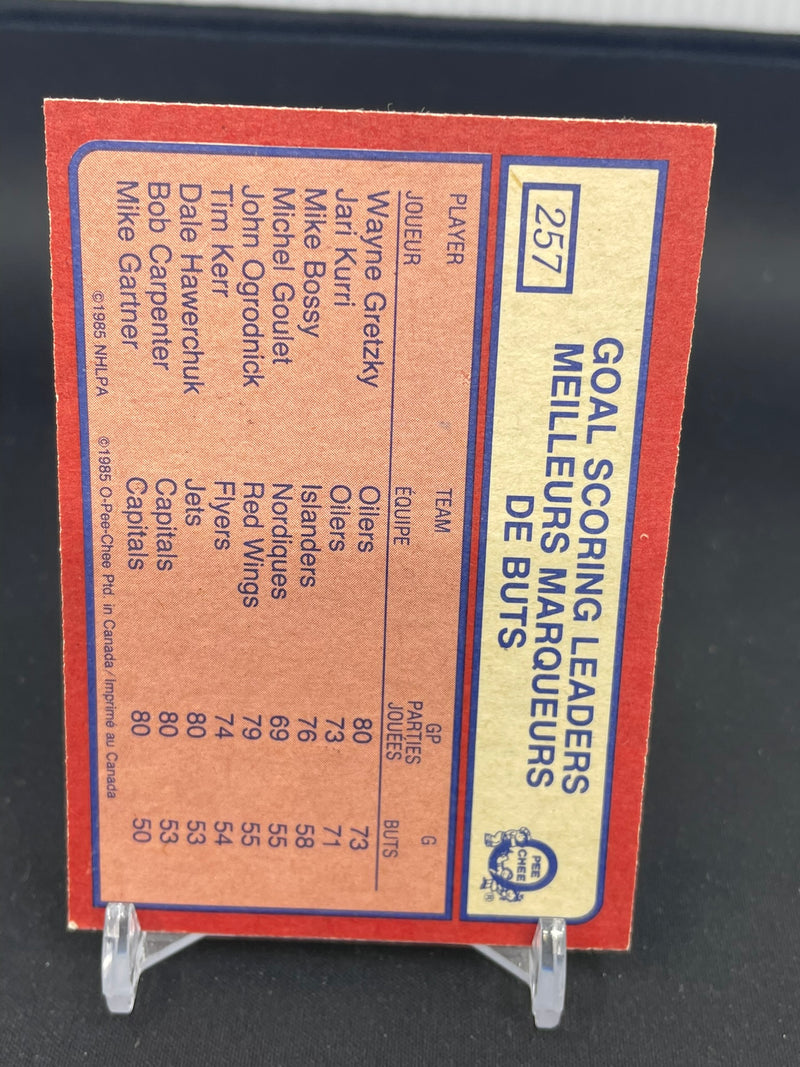 257
GOAL SCORING LEADERS
MEILLEURS MARQUEURS
DE BUTS
O PEE CHEE ®
PLAYER TEAM GP G
JOUEUR ÉQUIPE PARTIES JOUÉES BUTS
Wayne Gretzky Oilers 80 73
Jari Kurri Oilers 73 71
Mike Bossy Islanders 76 58
Michel Goulet Nordiques 69 55
John Ogrodnick Red Wings 79 55
Tim Kerr Flyers 74 54
Dale Hawerchuk Jets 80 53
Bob Carpenter Capitals 80 53
Mike Gartner Capitals 80 50
©1985 NHLPA ©1985 O-Pee-Chee Ptd. in Canada/Imprimé au Canada